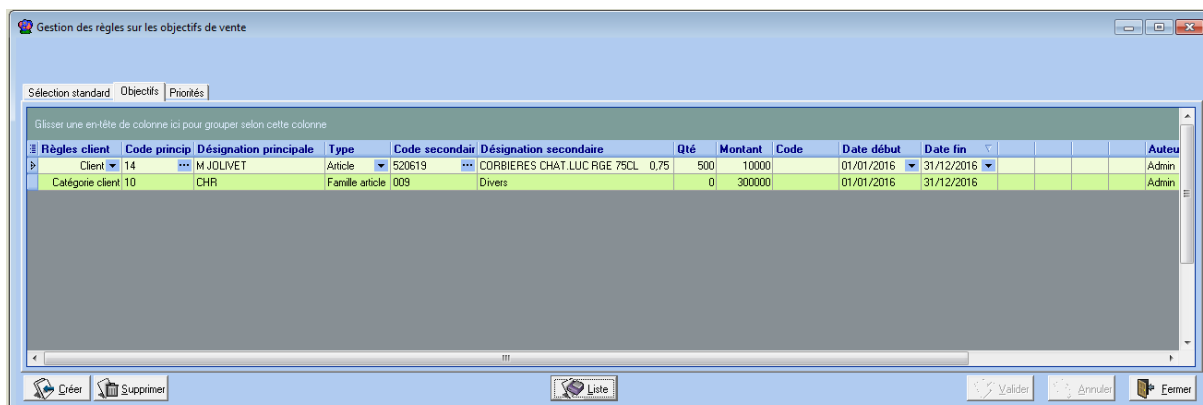 Gestion des règles sur les objectifs de vente
Sélection standard Objectifs Priorités
Glisser une en-tête de colonne ici pour grouper selon cette colonne
Règles client Code princip Désignation principale Type Code secondair Désignation secondaire Qté Montant Code Date début Date fin Auteu
Client 14 M JOLIVET Article 520619 CORBIERES CHAT.LUC RGE 75CL 0,75 500 10000 01/01/2016 31/12/2016 Admin
Catégorie client 10 CHR Famille article 009 Divers 0 300000 01/01/2016 31/12/2016 Admin
Créer Supprimer Liste Valider Annuler Fermer